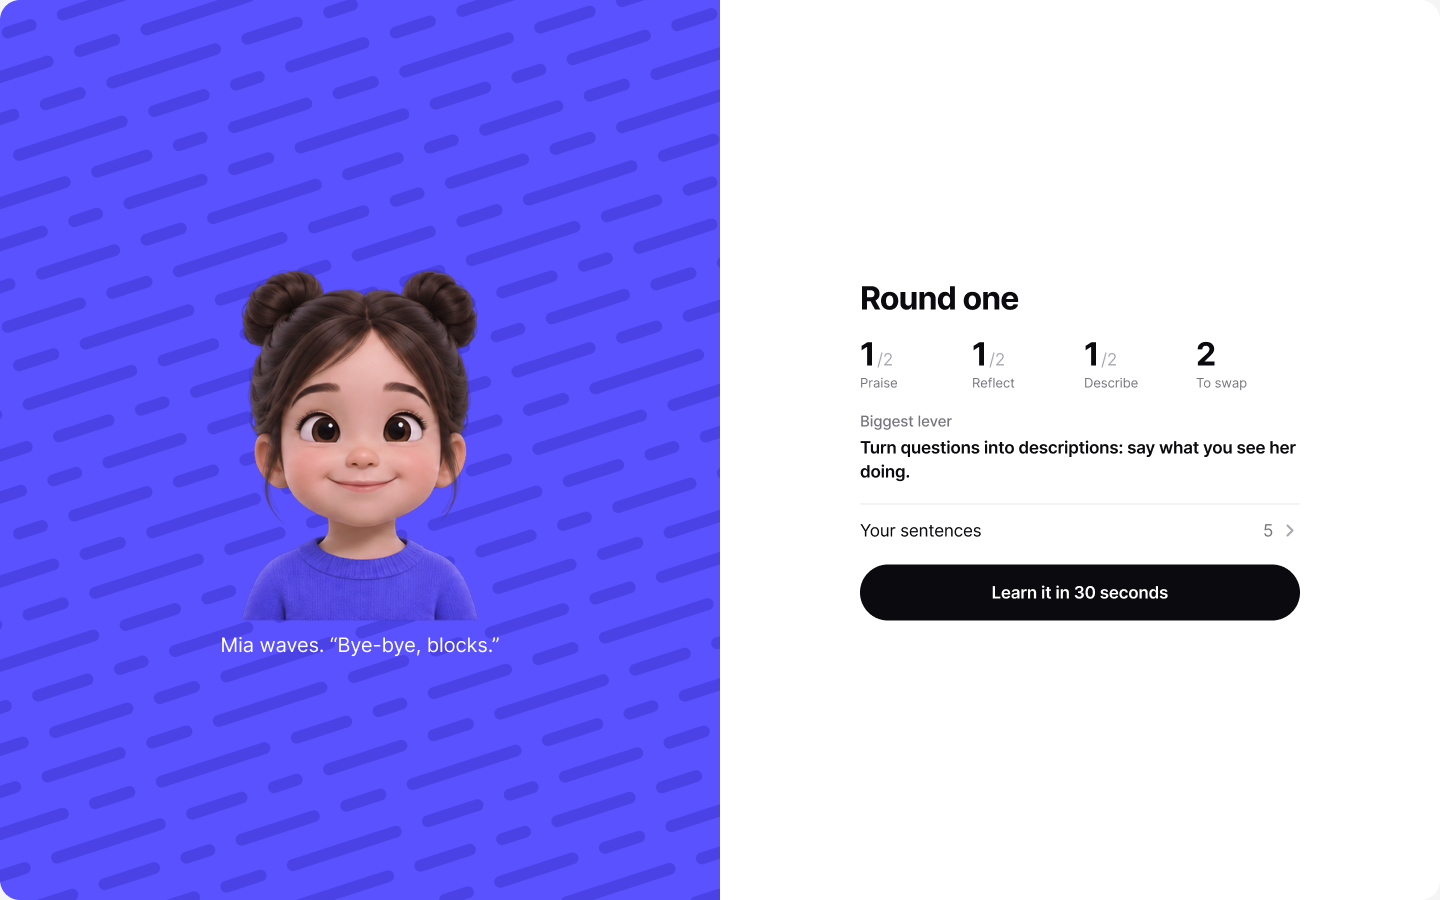 Mia waves. “Bye-bye, blocks.”
Round one
1/2 1/2 1/2 2
Praise Reflect Describe To swap
Biggest lever
Turn questions into descriptions: say what you see her
doing.
Your sentences 5
Learn it in 30 seconds